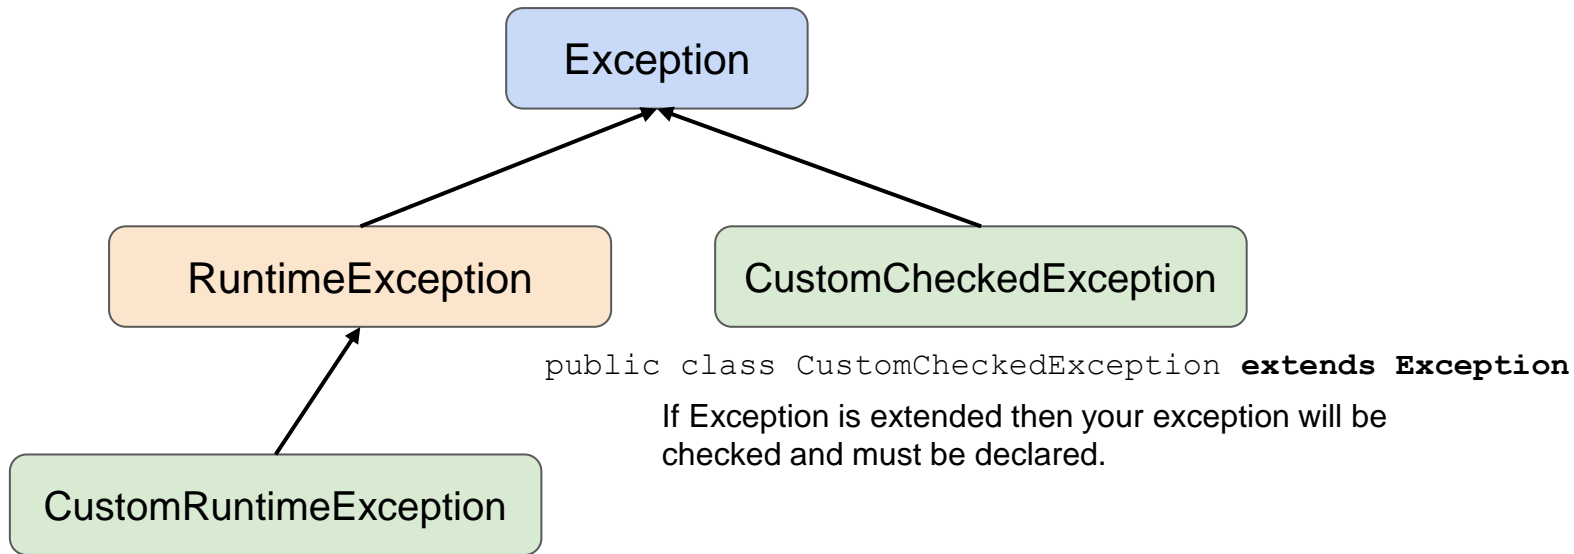 Exception
RuntimeException
CustomCheckedException
public class CustomCheckedException extends Exception
If Exception is extended then your exception will be
checked and must be declared.
CustomRuntimeException